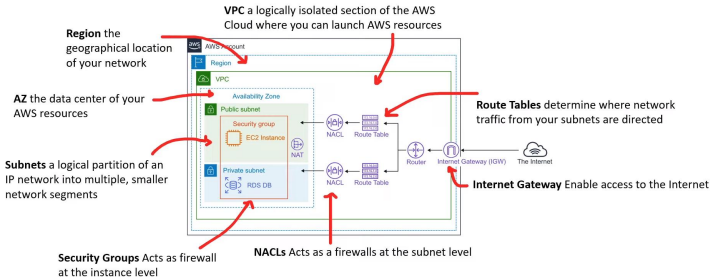 VPC a logically isolated section of the AWS
Cloud where you can launch AWS resources
Region the
geographical location
of your network
aws
AWS Account
Region
VPC
AZ the data center of your
AWS resources
Availability Zone
Public subnet
Security group
EC2 Instance
NAT
NACL
Route Table
Route Tables determine where network
traffic from your subnets are directed
Router
Internet Gateway (IGW)
The Internet
Subnets a logical partition of an
IP network into multiple, smaller
network segments
Private subnet
RDS DB
NACL
Route Table
Internet Gateway Enable access to the Internet
Security Groups Acts as firewall
at the instance level
NACLs Acts as a firewalls at the subnet level